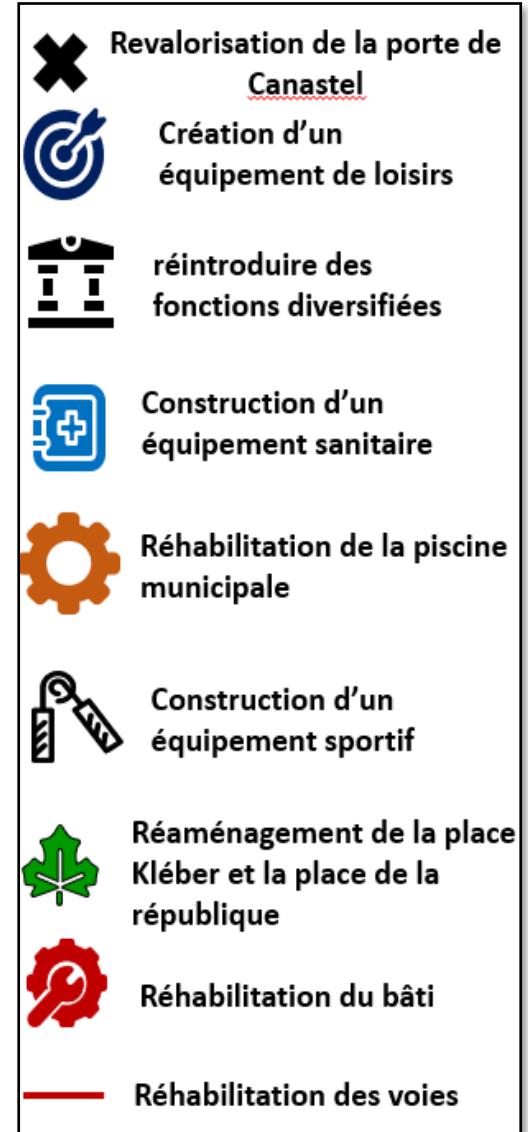 Revalorisation de la porte de
Canastel
Création d’un
équipement de loisirs
réintroduire des
fonctions diversifiées
Construction d’un
équipement sanitaire
Réhabilitation de la piscine
municipale
Construction d’un
équipement sportif
Réaménagement de la place
Kléber et la place de la
république
Réhabilitation du bâti
Réhabilitation des voies